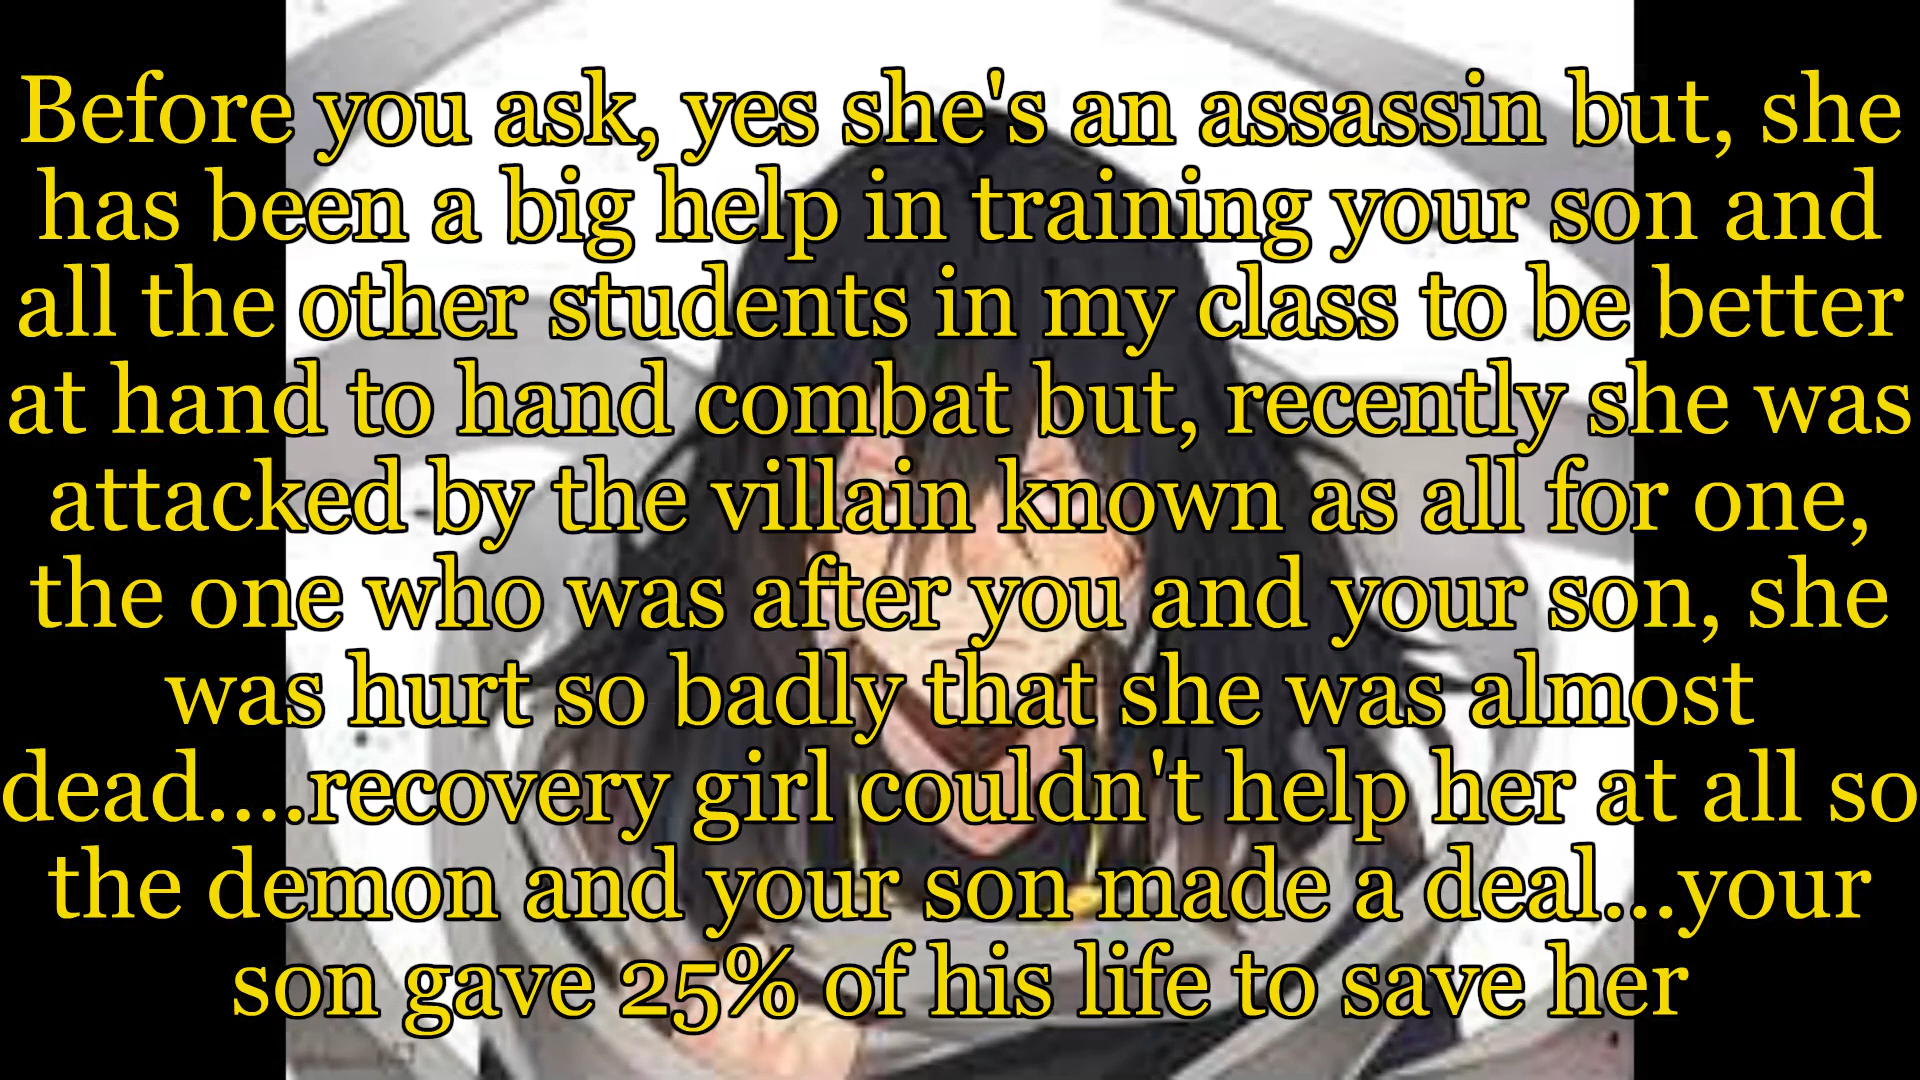 Before you ask, yes she's an assassin but, she
has been a big help in training your son and
all the other students in my class to be better
at hand to hand combat but, recently she was
attacked by the villain known as all for one,
the one who was after you and your son, she
was hurt so badly that she was almost
dead....recovery girl couldn't help her at all so
the demon and your son made a deal...your
son gave 25% of his life to save her